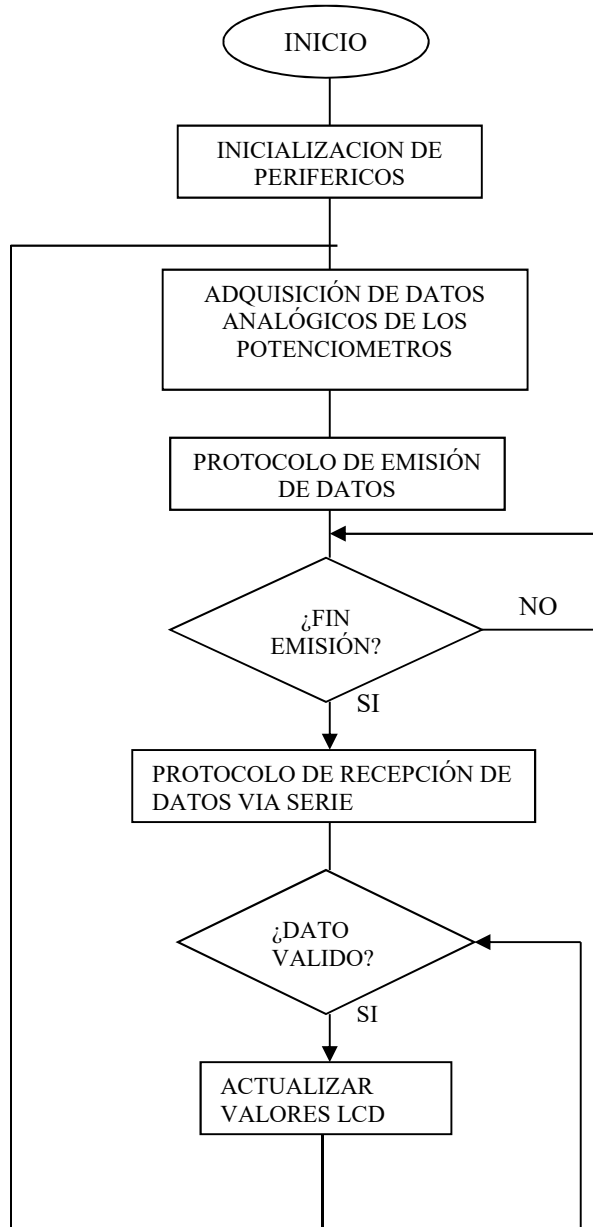 INICIO
INICIALIZACION DE
PERIFERICOS
ADQUISICIÓN DE DATOS
ANALÓGICOS DE LOS
POTENCIOMETROS
PROTOCOLO DE EMISIÓN
DE DATOS
¿FIN
EMISIÓN?
NO
SI
PROTOCOLO DE RECEPCIÓN DE
DATOS VIA SERIE
¿DATO
VALIDO?
SI
ACTUALIZAR
VALORES LCD